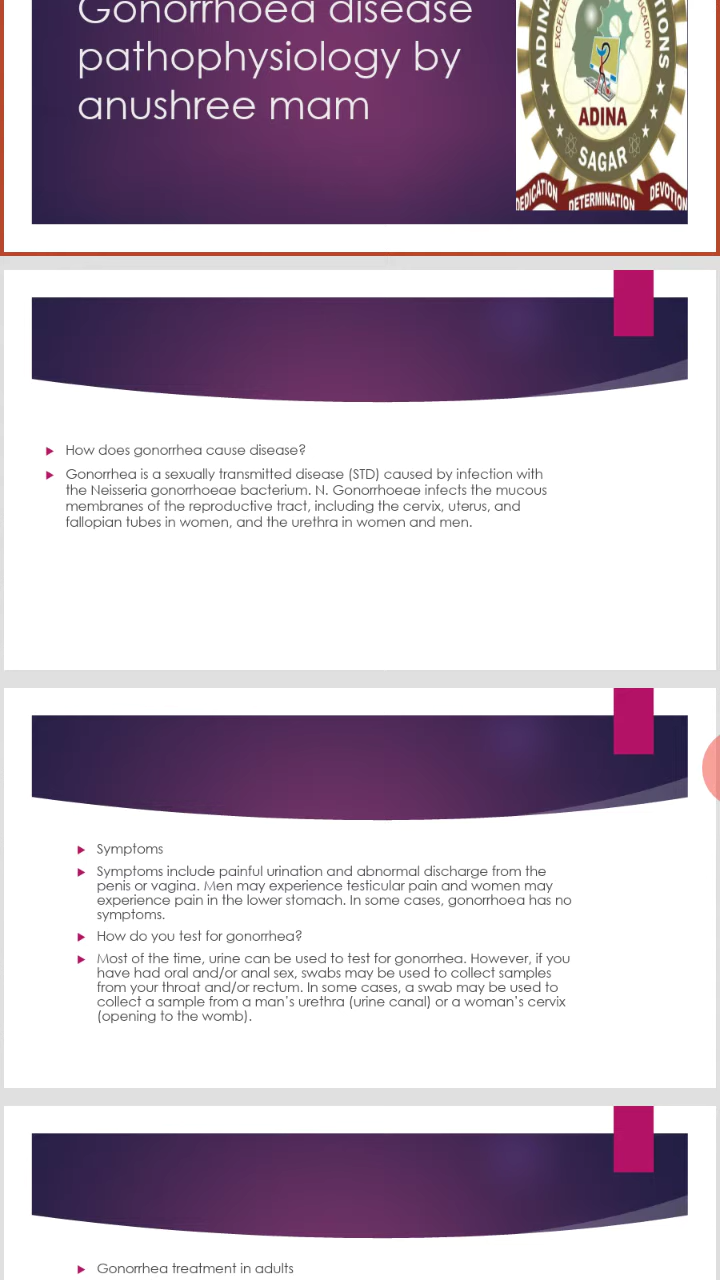 Gonorrhoea disease
pathophysiology by
anushree mam
ADINA
EXCELLE
UCATION
TIONS
ADINA
SAGAR
DEDICATION
DETERMINATION
DEVOTION
How does gonorrhea cause disease?
Gonorrhea is a sexually transmitted disease (STD) caused by infection with
the Neisseria gonorrhoeae bacterium. N. Gonorrhoeae infects the mucous
membranes of the reproductive tract, including the cervix, uterus, and
fallopian tubes in women, and the urethra in women and men.
Symptoms
Symptoms include painful urination and abnormal discharge from the
penis or vagina. Men may experience testicular pain and women may
experience pain in the lower stomach. In some cases, gonorrhoea has no
symptoms.
How do you test for gonorrhea?
Most of the time, urine can be used to test for gonorrhea. However, if you
have had oral and/or anal sex, swabs may be used to collect samples
from your throat and/or rectum. In some cases, a swab may be used to
collect a sample from a man’s urethra (urine canal) or a woman’s cervix
(opening to the womb).
Gonorrhea treatment in adults